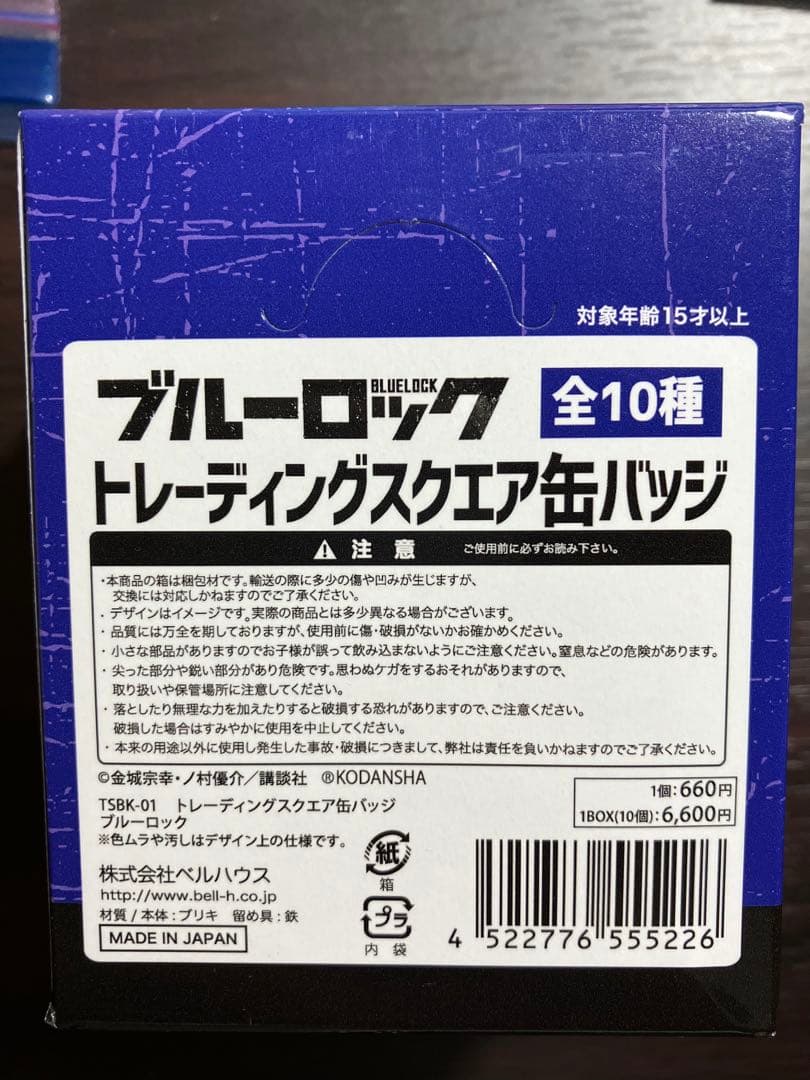 対象年齢15才以上
ブルーロック
BLUELOCK
全10種
トレーディングスクエア缶バッジ
注意 ご使用前に必ずお読み下さい。
・本商品の箱は梱包材です。輸送の際に多少の傷や凹みが生じますが、
交換には対応しかねますのでご了承ください。
・デザインはイメージです。実際の商品とは多少異なる場合がございます。
・品質には万全を期しておりますが、使用前に傷・破損がないかお確かめください。
・小さな部品がありますのでお子様が誤って飲み込まないようにご注意ください。窒息などの危険があります。
・尖った部分や鋭い部分があり危険です。思わぬケガをするおそれがありますので、
取り扱いや保管場所に注意してください。
・落としたり無理な力を加えたりすると破損する恐れがありますので、ご注意ください。
破損した場合はすみやかに使用を中止してください。
・本来の用途以外に使用し発生した事故・破損につきまして、弊社は責任を負いかねますのでご了承ください。
©金城宗幸・ノ村優介／講談社 ®KODANSHA
1個：660円
1BOX(10個)：6,600円
TSBK-01 トレーディングスクエア缶バッジ
ブルーロック
※色ムラや汚しはデザイン上の仕様です。
株式会社ベルハウス
http://www.bell-h.co.jp
材質 / 本体：ブリキ 留め具：鉄
MADE IN JAPAN
紙
箱
プラ
内袋
4 522776 555226